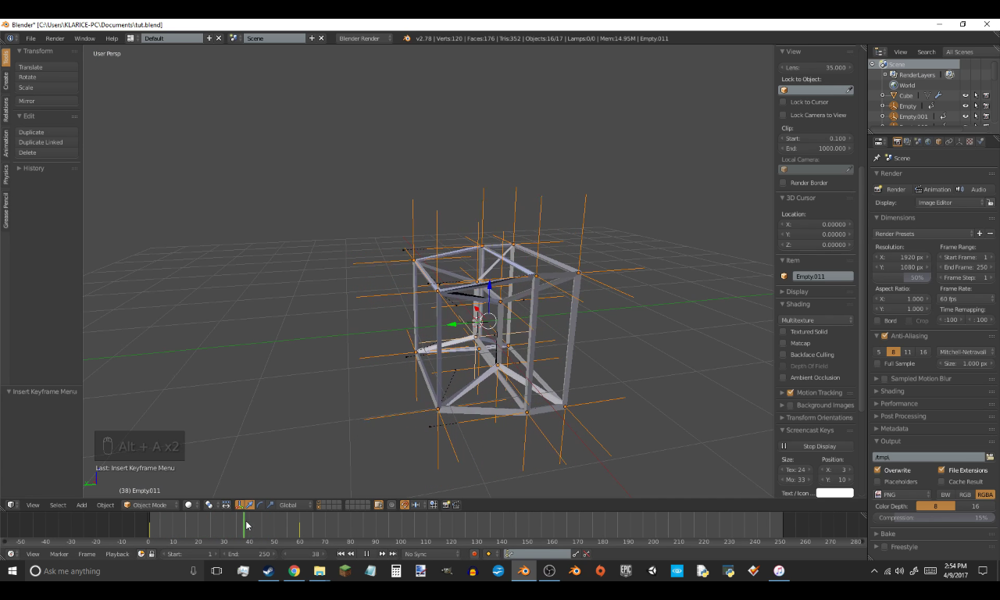 Blender* [C:\Users\KLARICE-PC\Documents\tut.blend]
File Render Window Help Default Scene Blender Render v2.78 | Verts:120 | Faces:176 | Tris:352 | Objects:16/17 | Lamps:0/0 | Mem:14.95M | Empty.011
Tools
Create
Relations
Animation
Physics
Grease Pencil
Transform
Translate
Rotate
Scale
Mirror
Edit
Duplicate
Duplicate Linked
Delete
History
Insert Keyframe Menu
User Persp
Alt + A x2
Last: Insert Keyframe Menu
(38) Empty.011
View
Lens: 35.000
Lock to Object:
Lock to Cursor
Lock Camera to View
Clip:
Start: 0.100
End: 1000.000
Local Camera:
Render Border
3D Cursor
Location:
X: 0.00000
Y: 0.00000
Z: 0.00000
Item
Empty.011
Display
Shading
Multitexture
Textured Solid
Matcap
Backface Culling
Depth Of Field
Ambient Occlusion
Motion Tracking
Background Images
Transform Orientations
Screencast Keys
Stop Display
Size: Position:
Tex: 24 X: 3
Mo: 33 Y: 10
Text / Icon ...
View Search All Scenes
Scene
RenderLayers
World
Cube
Empty
Empty.001
Scene
Render
Render Animation Audio
Display: Image Editor
Dimensions
Render Presets
Resolution: Frame Range:
X: 1920 px Start Frame: 1
Y: 1080 px End Frame: 250
50% Frame Step: 1
Aspect Ratio: Frame Rate:
X: 1.000 60 fps
Y: 1.000 Time Remapping:
Bord Crop :100 : 100
Anti-Aliasing
5 8 11 16 Mitchell-Netravali
Full Sample Size: 1.000 px
Sampled Motion Blur
Shading
Performance
Post Processing
Metadata
Output
/tmp\
Overwrite File Extensions
Placeholders Cache Result
PNG BW RGB RGBA
Color Depth: 8 16
Compression: 15%
Bake
Freestyle
View Select Add Object Object Mode Global
-50 -40 -30 -20 -10 0 10 20 30 40 50 60 70 80 90 100 110 120 130 140 150 160 170 180 190 200 210 220 230 240 250 260 270 280
View Marker Frame Playback Start: 1 End: 250 38 No Sync
Ask me anything
EPIC GAMES
2:54 PM
4/9/2017